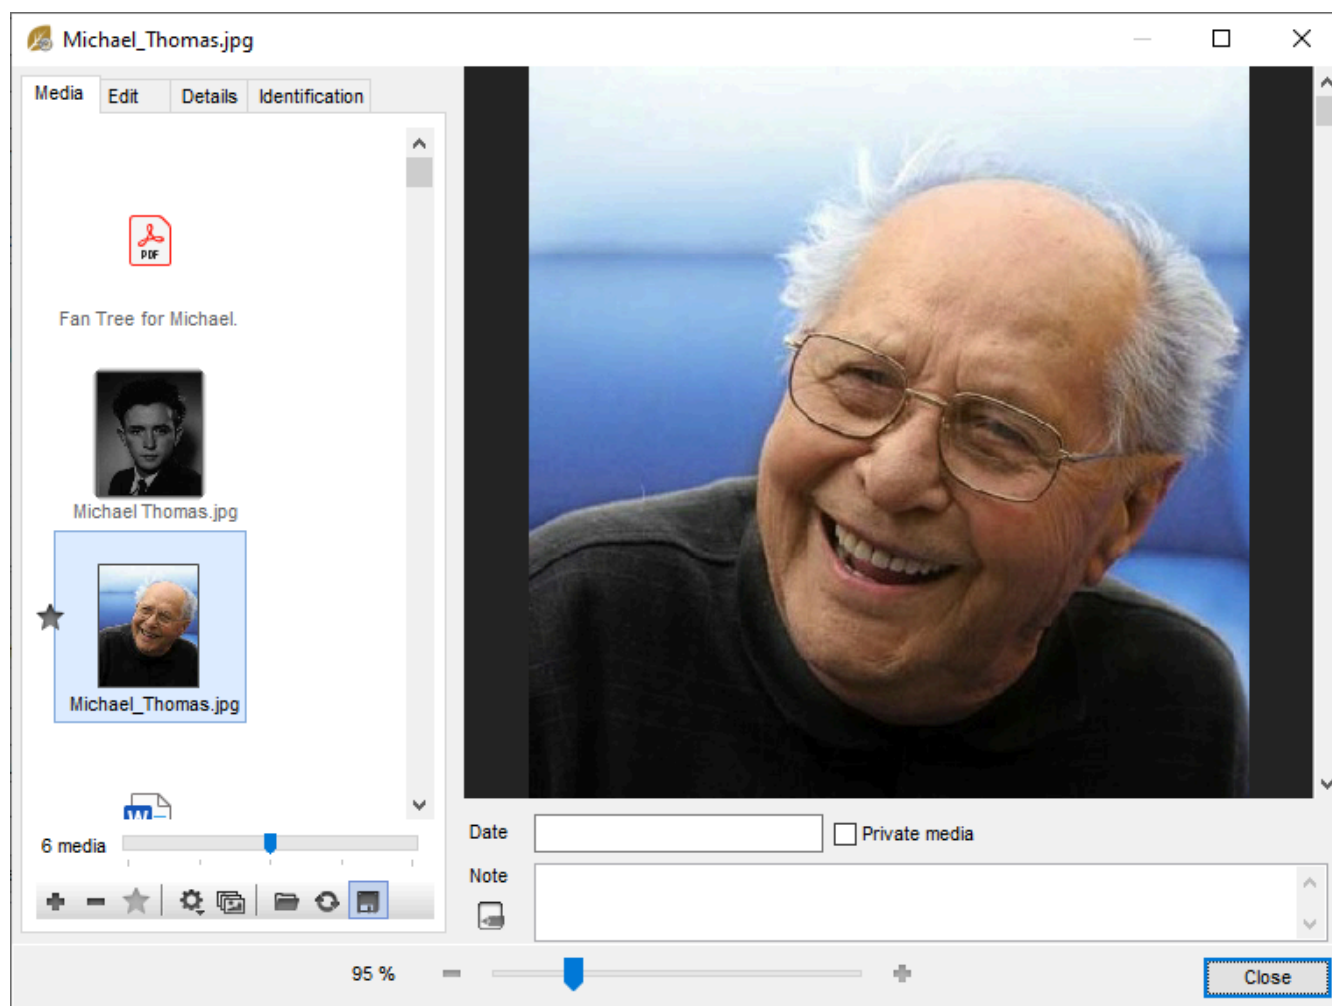 Michael_Thomas.jpg
Media Edit Details Identification
PDF
Fan Tree for Michael.
Michael Thomas.jpg
Michael_Thomas.jpg
W
6 media
Date
Private media
Note
95 %
Close